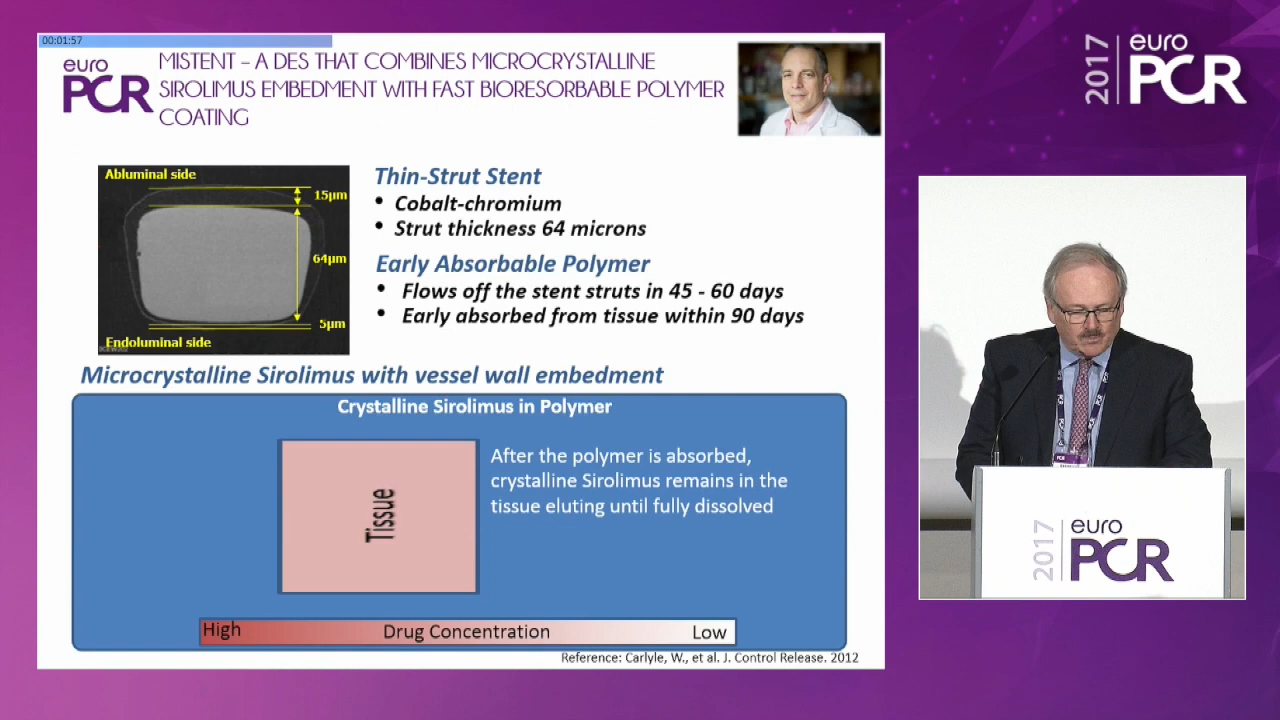 00:01:57
euro
PCR
MISTENT – A DES THAT COMBINES MICROCRYSTALLINE
SIROLIMUS EMBEDMENT WITH FAST BIORESORBABLE POLYMER
COATING
Abluminal side
15µm
64µm
5µm
Endoluminal side
Thin-Strut Stent
• Cobalt-chromium
• Strut thickness 64 microns
Early Absorbable Polymer
• Flows off the stent struts in 45 - 60 days
• Early absorbed from tissue within 90 days
Microcrystalline Sirolimus with vessel wall embedment
Crystalline Sirolimus in Polymer
Tissue
After the polymer is absorbed,
crystalline Sirolimus remains in the
tissue eluting until fully dissolved
High Drug Concentration Low
Reference: Carlyle, W., et al. J. Control Release. 2012
2017
euro
PCR
2017
euro
PCR